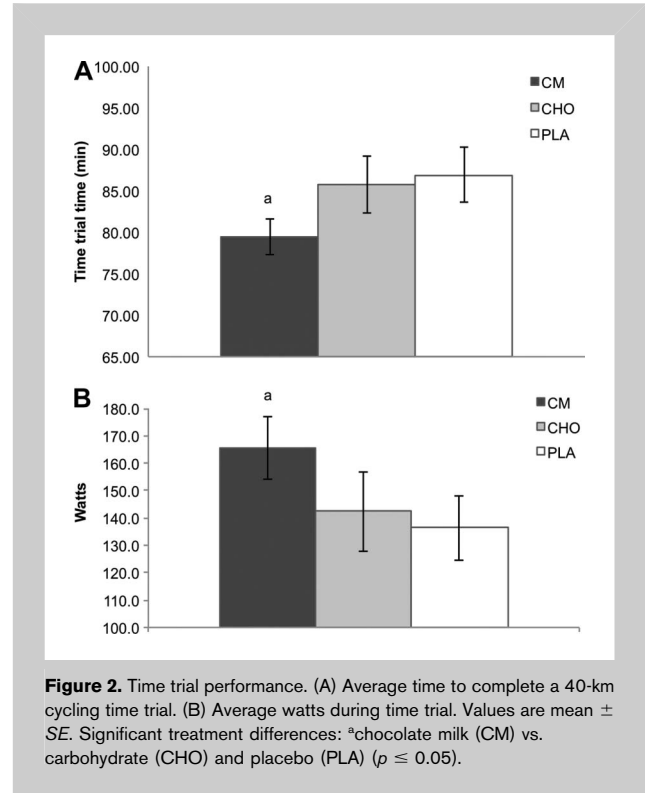 A
100.00
95.00
90.00
85.00
80.00
75.00
70.00
65.00
Time trial time (min)
a
CM
CHO
PLA
B
180.0
170.0
160.0
150.0
140.0
130.0
120.0
110.0
100.0
Watts
a
CM
CHO
PLA
Figure 2. Time trial performance. (A) Average time to complete a 40-km
cycling time trial. (B) Average watts during time trial. Values are mean ±
SE. Significant treatment differences: ᵃchocolate milk (CM) vs.
carbohydrate (CHO) and placebo (PLA) (p ≤ 0.05).